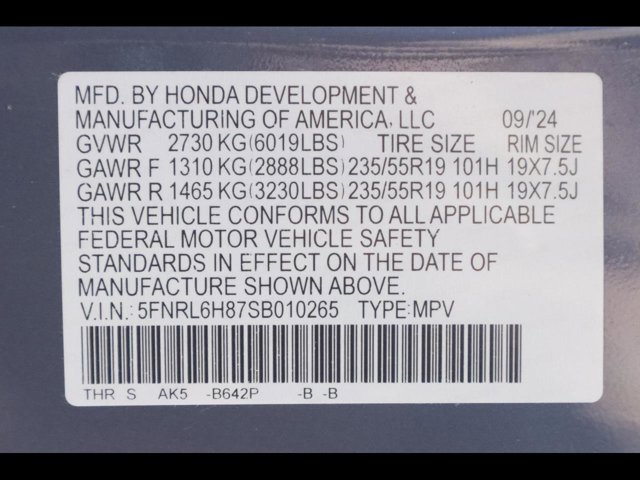 MFD. BY HONDA DEVELOPMENT &
MANUFACTURING OF AMERICA, LLC 09/'24
GVWR 2730 KG(6019LBS) TIRE SIZE RIM SIZE
GAWR F 1310 KG(2888LBS)235/55R19 101H 19X7.5J
GAWR R 1465 KG(3230LBS)235/55R19 101H 19X7.5J
THIS VEHICLE CONFORMS TO ALL APPLICABLE
FEDERAL MOTOR VEHICLE SAFETY
STANDARDS IN EFFECT ON THE DATE OF
MANUFACTURE SHOWN ABOVE.
V.I.N.: 5FNRL6H87SB010265 TYPE:MPV
THR S AK5 -B642P -B -B